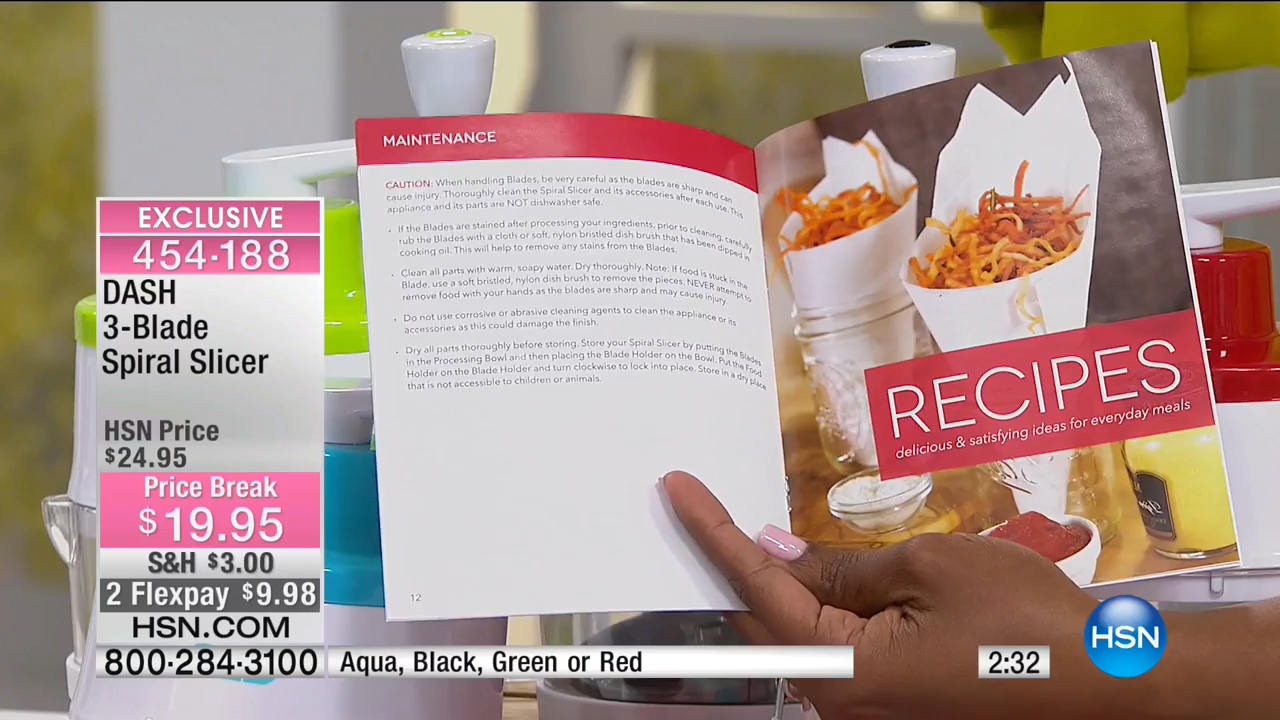 EXCLUSIVE
454-188
DASH
3-Blade
Spiral Slicer
HSN Price
$24.95
Price Break
$19.95
S&H $3.00
2 Flexpay $9.98
HSN.COM
800-284-3100
Aqua, Black, Green or Red
2:32
HSN
MAINTENANCE
CAUTION: When handling Blades, be very careful as the blades are sharp and can
cause injury. Thoroughly clean the Spiral Slicer and its accessories after each use. This
appliance and its parts are NOT dishwasher safe.
· If the Blades are stained after processing your ingredients, prior to cleaning, carefully
rub the Blades with a cloth or soft, nylon bristled dish brush that has been dipped in
cooking oil. This will help to remove any stains from the Blades.
· Clean all parts with warm, soapy water. Dry thoroughly. Note: If food is stuck in the
Blade, use a soft bristled, nylon dish brush to remove the pieces. NEVER attempt to
remove food with your hands as the blades are sharp and may cause injury.
· Do not use corrosive or abrasive cleaning agents to clean the appliance or its
accessories as this could damage the finish.
· Dry all parts thoroughly before storing. Store your Spiral Slicer by putting the Blades
in the Processing Bowl and then placing the Blade Holder on the Bowl. Put the Food
Holder on the Blade Holder and turn clockwise to lock into place. Store in a dry place
that is not accessible to children or animals.
12
RECIPES
delicious & satisfying ideas for everyday meals